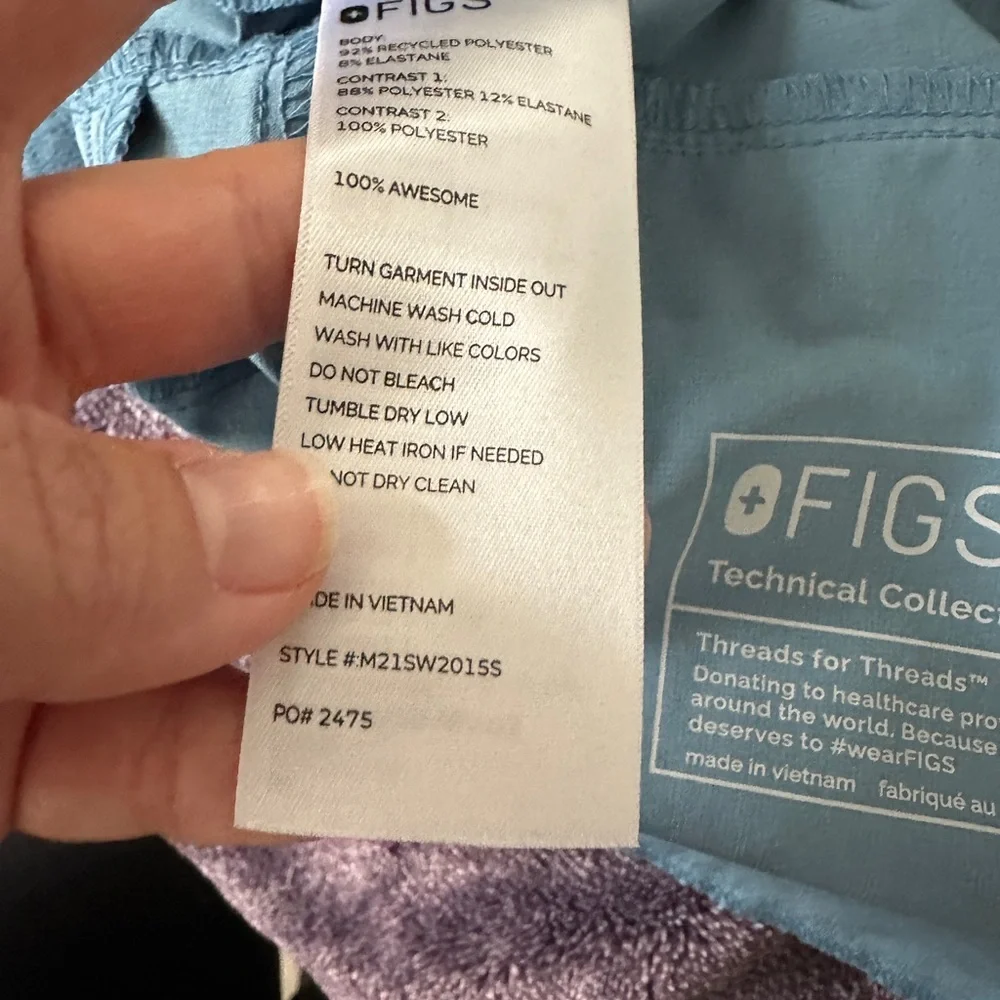 FIGS
BODY:
92% RECYCLED POLYESTER
8% ELASTANE
CONTRAST 1:
88% POLYESTER 12% ELASTANE
CONTRAST 2:
100% POLYESTER
100% AWESOME
TURN GARMENT INSIDE OUT
MACHINE WASH COLD
WASH WITH LIKE COLORS
DO NOT BLEACH
TUMBLE DRY LOW
LOW HEAT IRON IF NEEDED
NOT DRY CLEAN
DE IN VIETNAM
STYLE #:M21SW2015S
PO# 2475
FIGS
Technical Collec
Threads for Threads™
Donating to healthcare pro
around the world. Because
deserves to #wearFIGS
made in vietnam fabriqué au